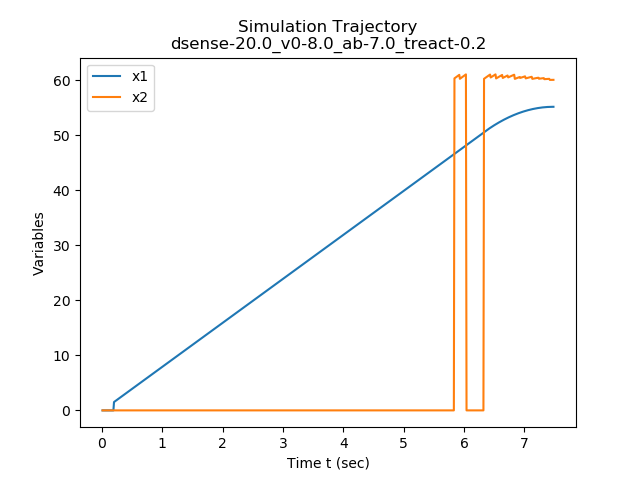 Simulation Trajectory
dsense-20.0_v0-8.0_ab-7.0_treact-0.2
x1
x2
60
50
40
30
20
10
0
Variables
0 1 2 3 4 5 6 7
Time t (sec)